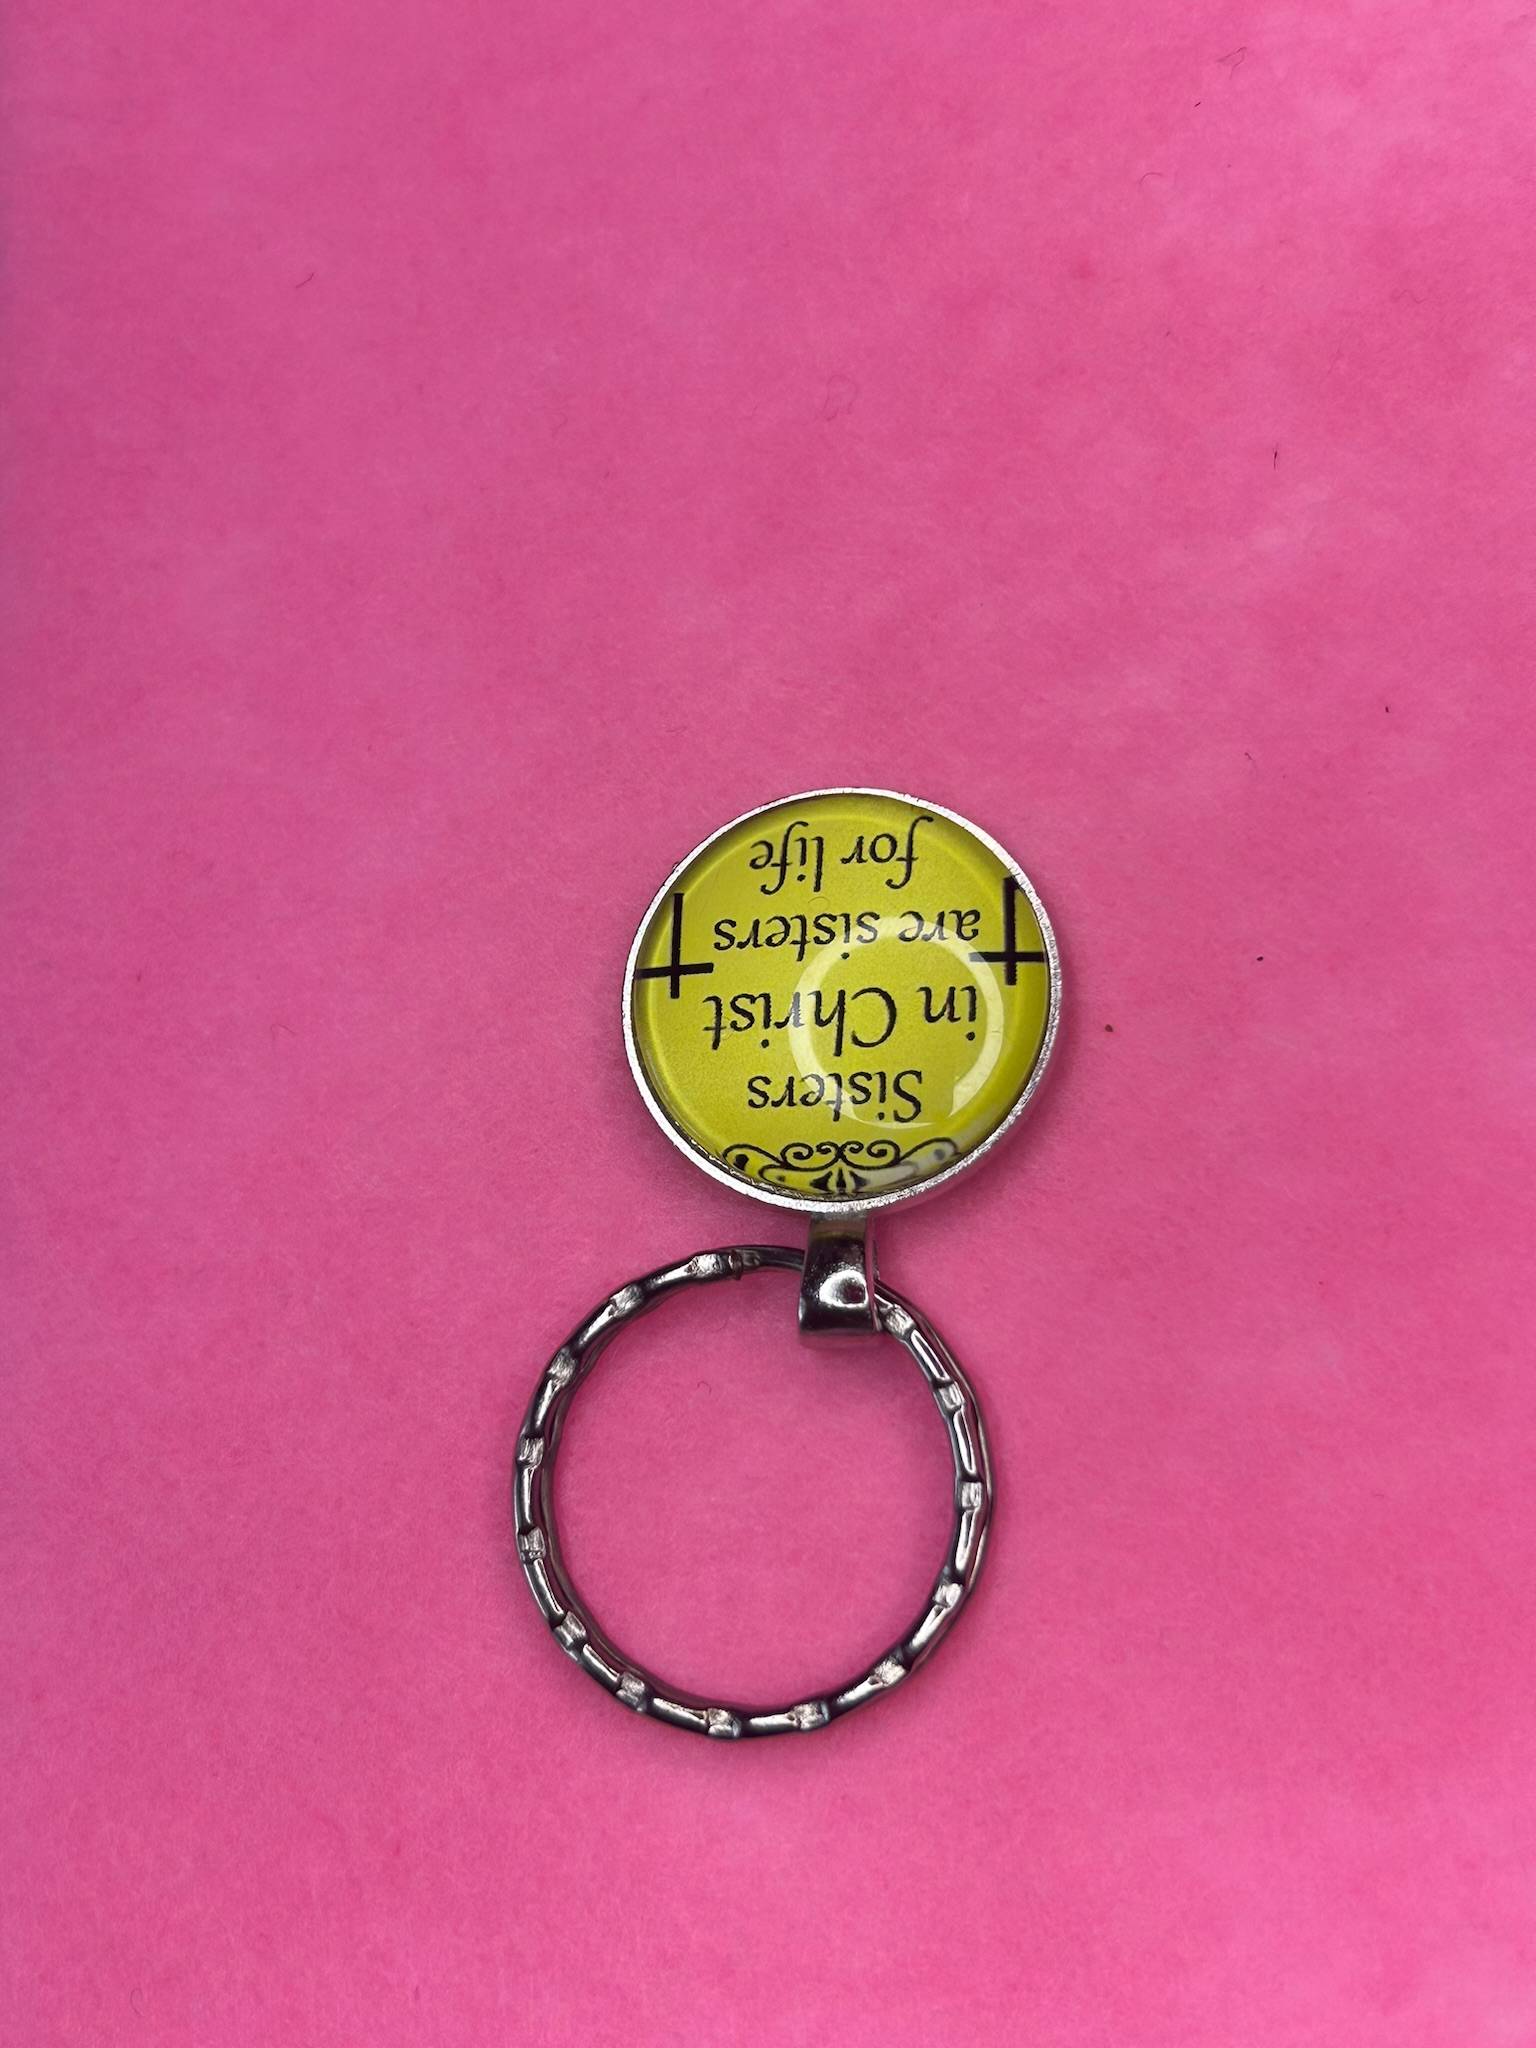 Sisters
in Christ
are sisters
for life